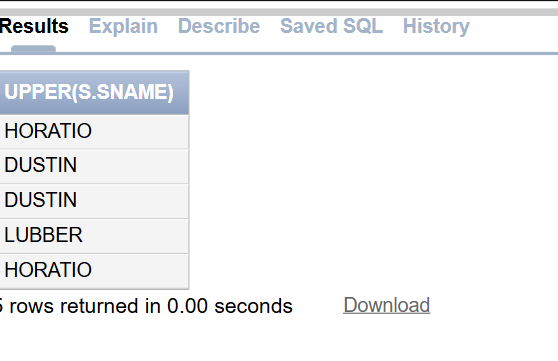 Results Explain Describe Saved SQL History
UPPER(S.SNAME)
HORATIO
DUSTIN
DUSTIN
LUBBER
HORATIO
5 rows returned in 0.00 seconds Download